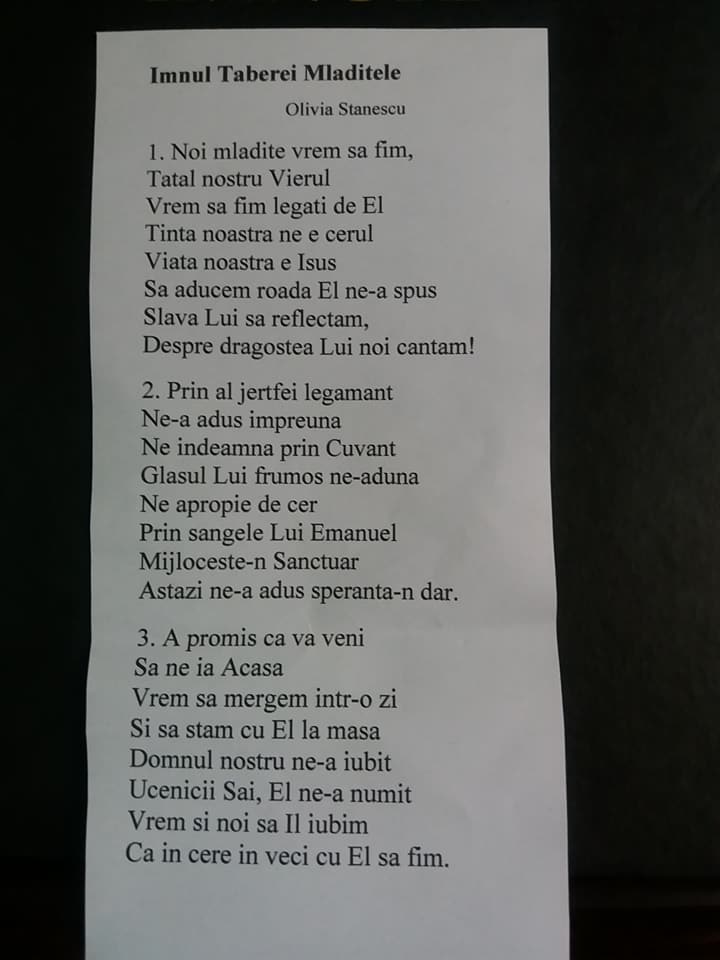 Imnul Taberei Mladitele
Olivia Stanescu
1. Noi mladite vrem sa fim,
Tatal nostru Vierul
Vrem sa fim legati de El
Tinta noastra ne e cerul
Viata noastra e Isus
Sa aducem roada El ne-a spus
Slava Lui sa reflectam,
Despre dragostea Lui noi cantam!
2. Prin al jertfei legamant
Ne-a adus impreuna
Ne indeamna prin Cuvant
Glasul Lui frumos ne-aduna
Ne apropie de cer
Prin sangele Lui Emanuel
Mijloceste-n Sanctuar
Astazi ne-a adus speranta-n dar.
3. A promis ca va veni
Sa ne ia Acasa
Vrem sa mergem intr-o zi
Si sa stam cu El la masa
Domnul nostru ne-a iubit
Ucenicii Sai, El ne-a numit
Vrem si noi sa Il iubim
Ca in cere in veci cu El sa fim.